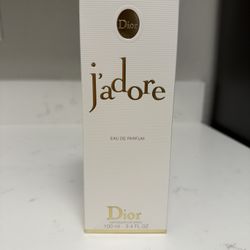 Dior
j'adore
EAU DE PARFUM
Dior
100 ml · 3.4 FL OZ